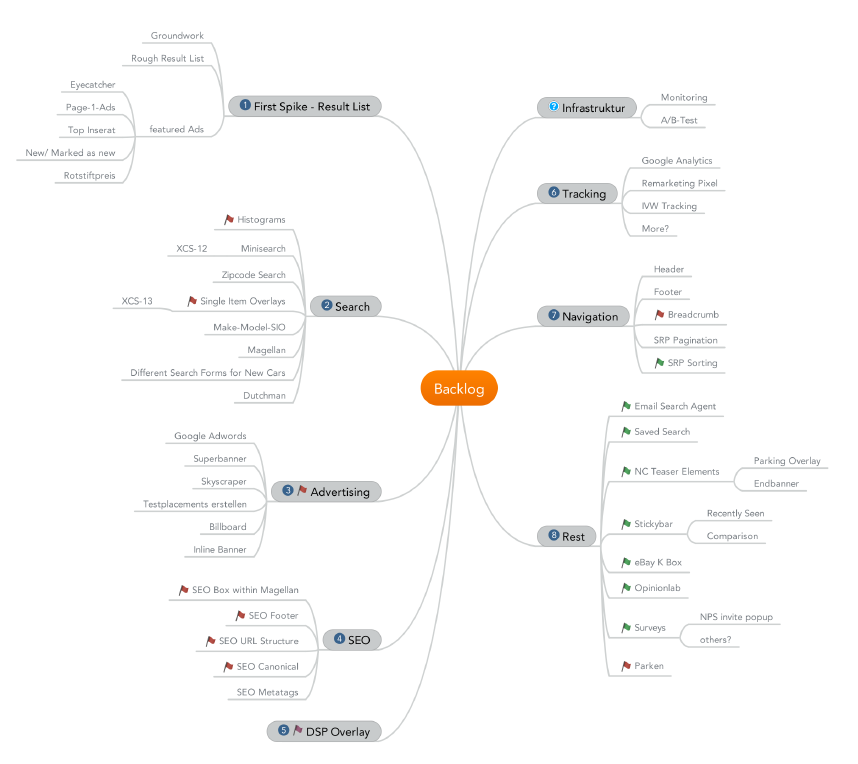 Backlog
1 First Spike - Result List
Groundwork
Rough Result List
featured Ads
Eyecatcher
Page-1-Ads
Top Inserat
New/ Marked as new
Rotstiftpreis
2 Search
Histograms
Minisearch
XCS-12
Zipcode Search
Single Item Overlays
XCS-13
Make-Model-SIO
Magellan
Different Search Forms for New Cars
Dutchman
3 Advertising
Google Adwords
Superbanner
Skyscraper
Testplacements erstellen
Billboard
Inline Banner
4 SEO
SEO Box within Magellan
SEO Footer
SEO URL Structure
SEO Canonical
SEO Metatags
5 DSP Overlay
? Infrastruktur
Monitoring
A/B-Test
6 Tracking
Google Analytics
Remarketing Pixel
IVW Tracking
More?
7 Navigation
Header
Footer
Breadcrumb
SRP Pagination
SRP Sorting
8 Rest
Email Search Agent
Saved Search
NC Teaser Elements
Parking Overlay
Endbanner
Stickybar
Recently Seen
Comparison
eBay K Box
Opinionlab
Surveys
NPS invite popup
others?
Parken